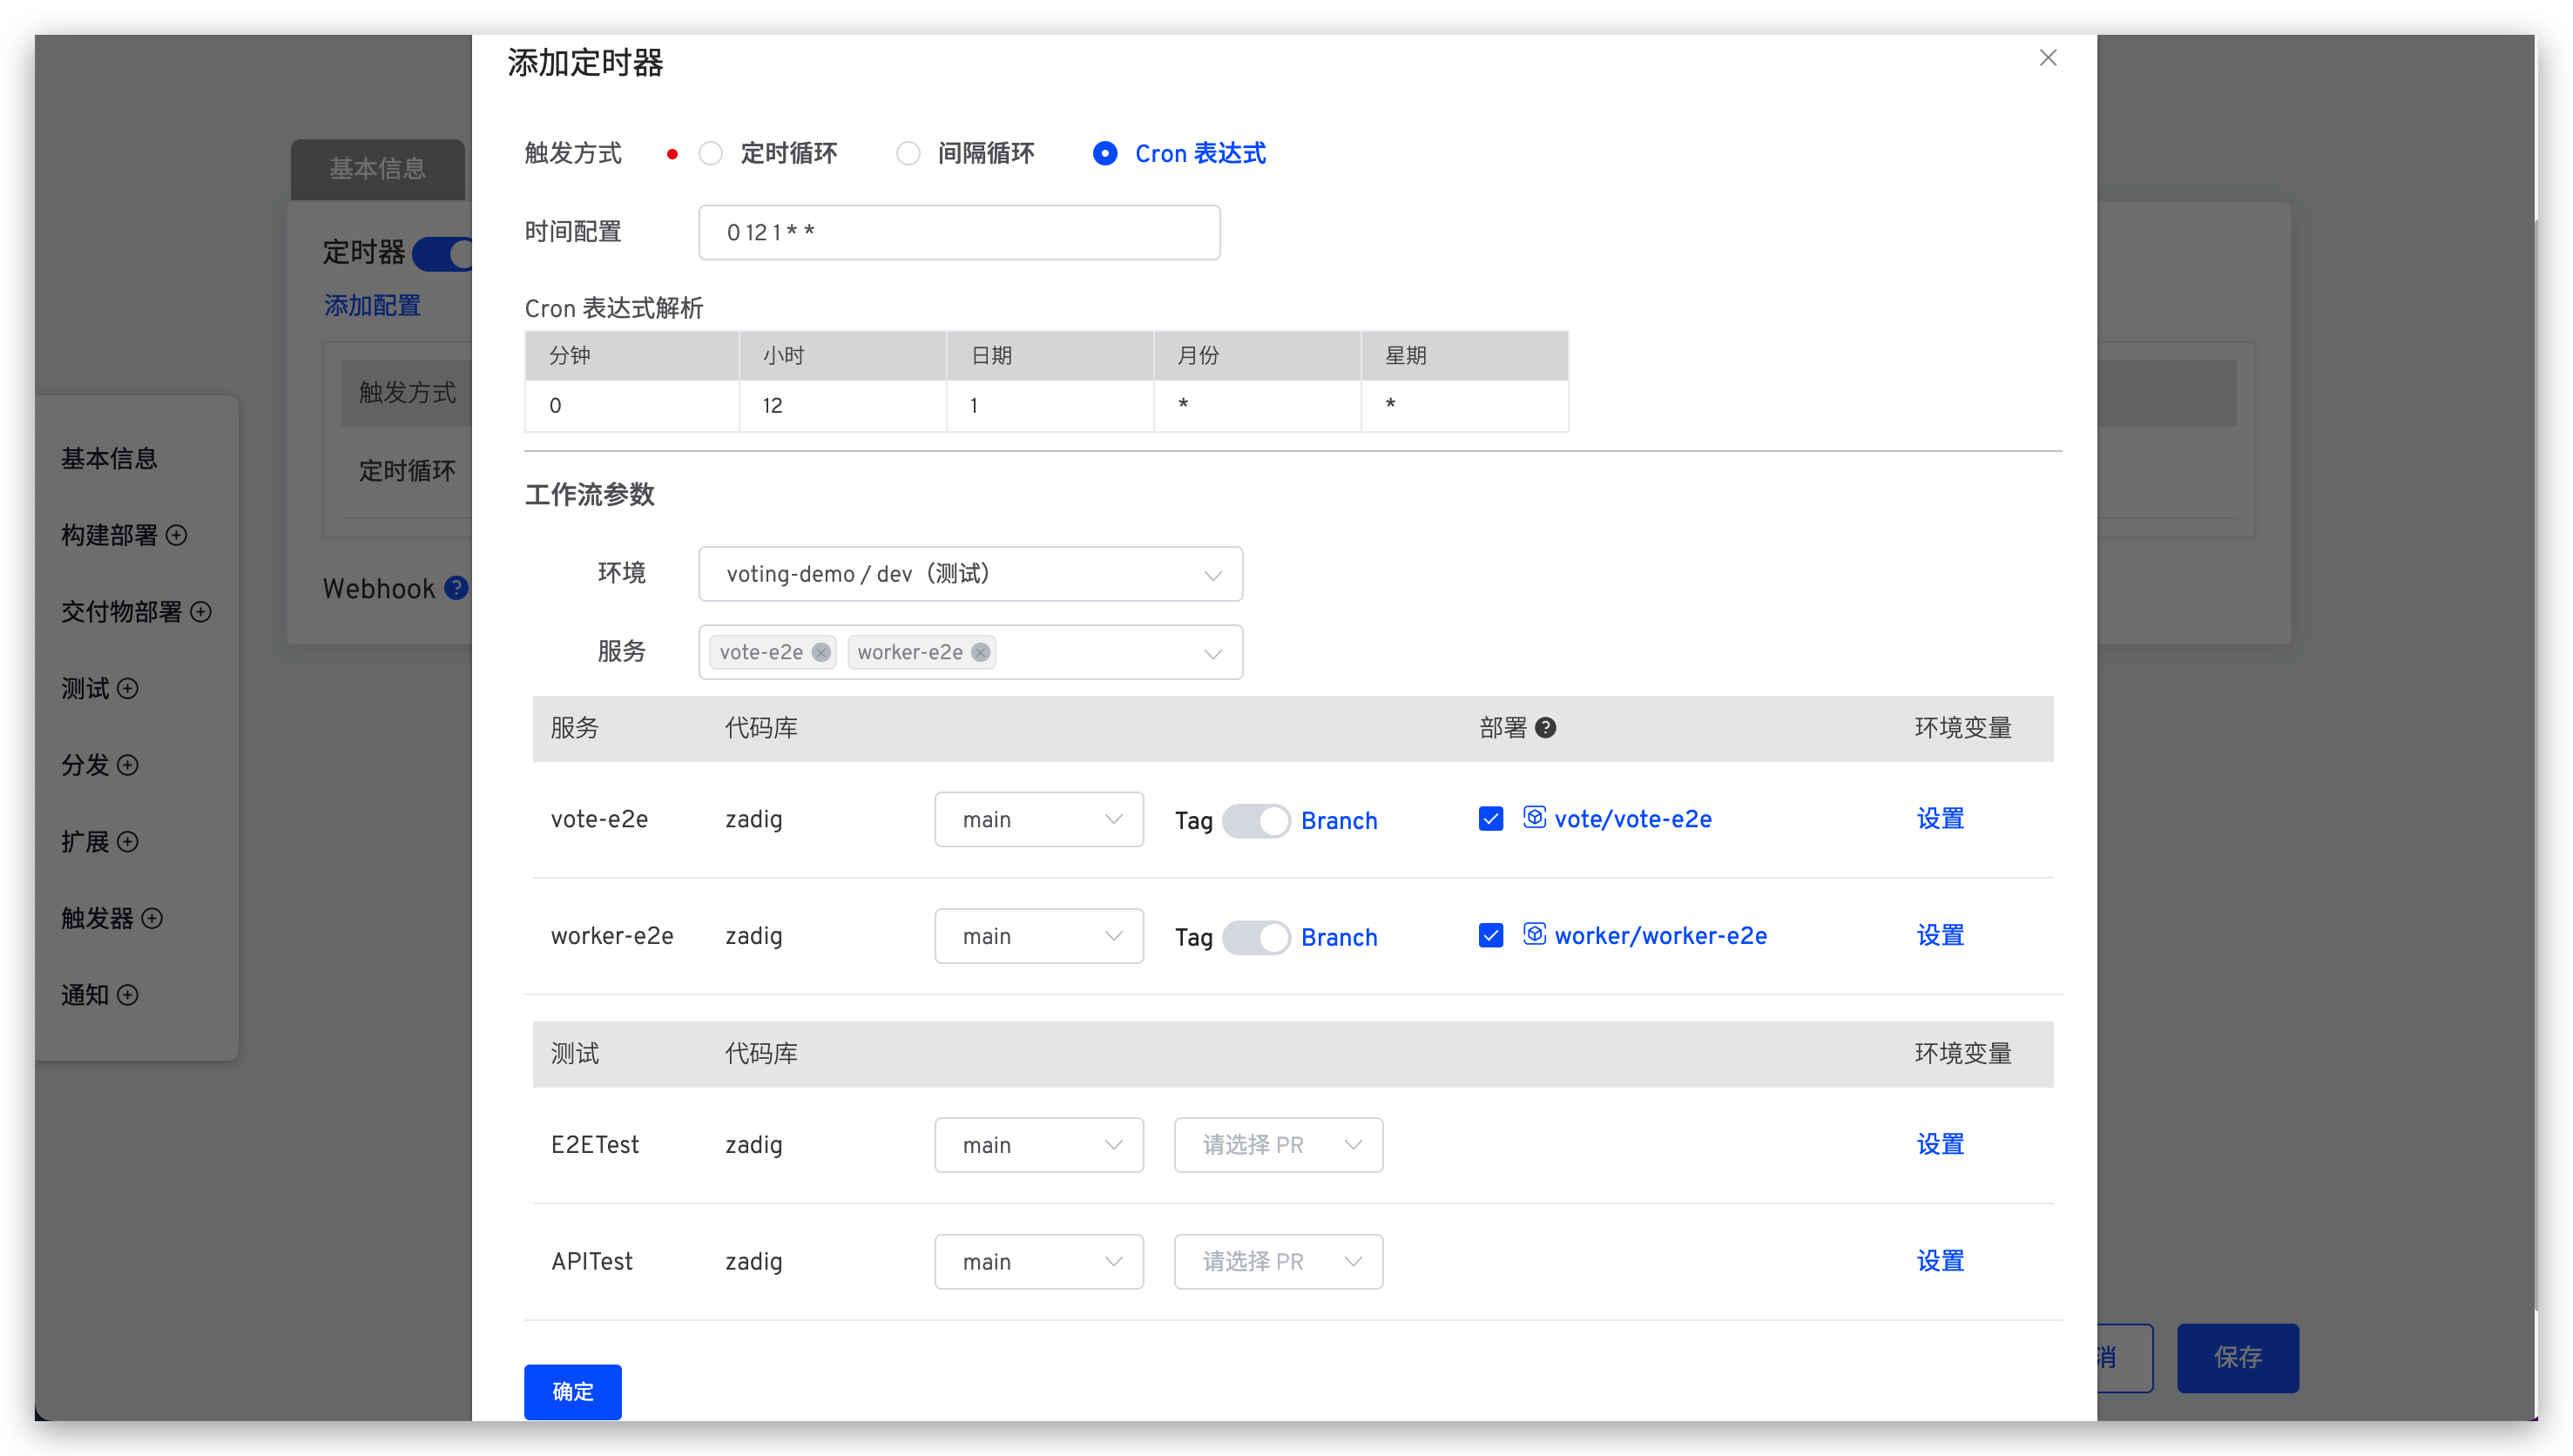 添加定时器
触发方式 定时循环 间隔循环 Cron 表达式
时间配置 0 12 1 * *
Cron 表达式解析
分钟 小时 日期 月份 星期
0 12 1 * *
工作流参数
环境 voting-demo / dev（测试）
服务 vote-e2e worker-e2e
服务 代码库 部署 环境变量
vote-e2e zadig main Tag Branch vote/vote-e2e 设置
worker-e2e zadig main Tag Branch worker/worker-e2e 设置
测试 代码库 环境变量
E2ETest zadig main 请选择 PR 设置
APITest zadig main 请选择 PR 设置
确定
基本信息
定时器
添加配置
触发方式
定时循环
Webhook
基本信息
构建部署
交付物部署
测试
分发
扩展
触发器
通知
消
保存